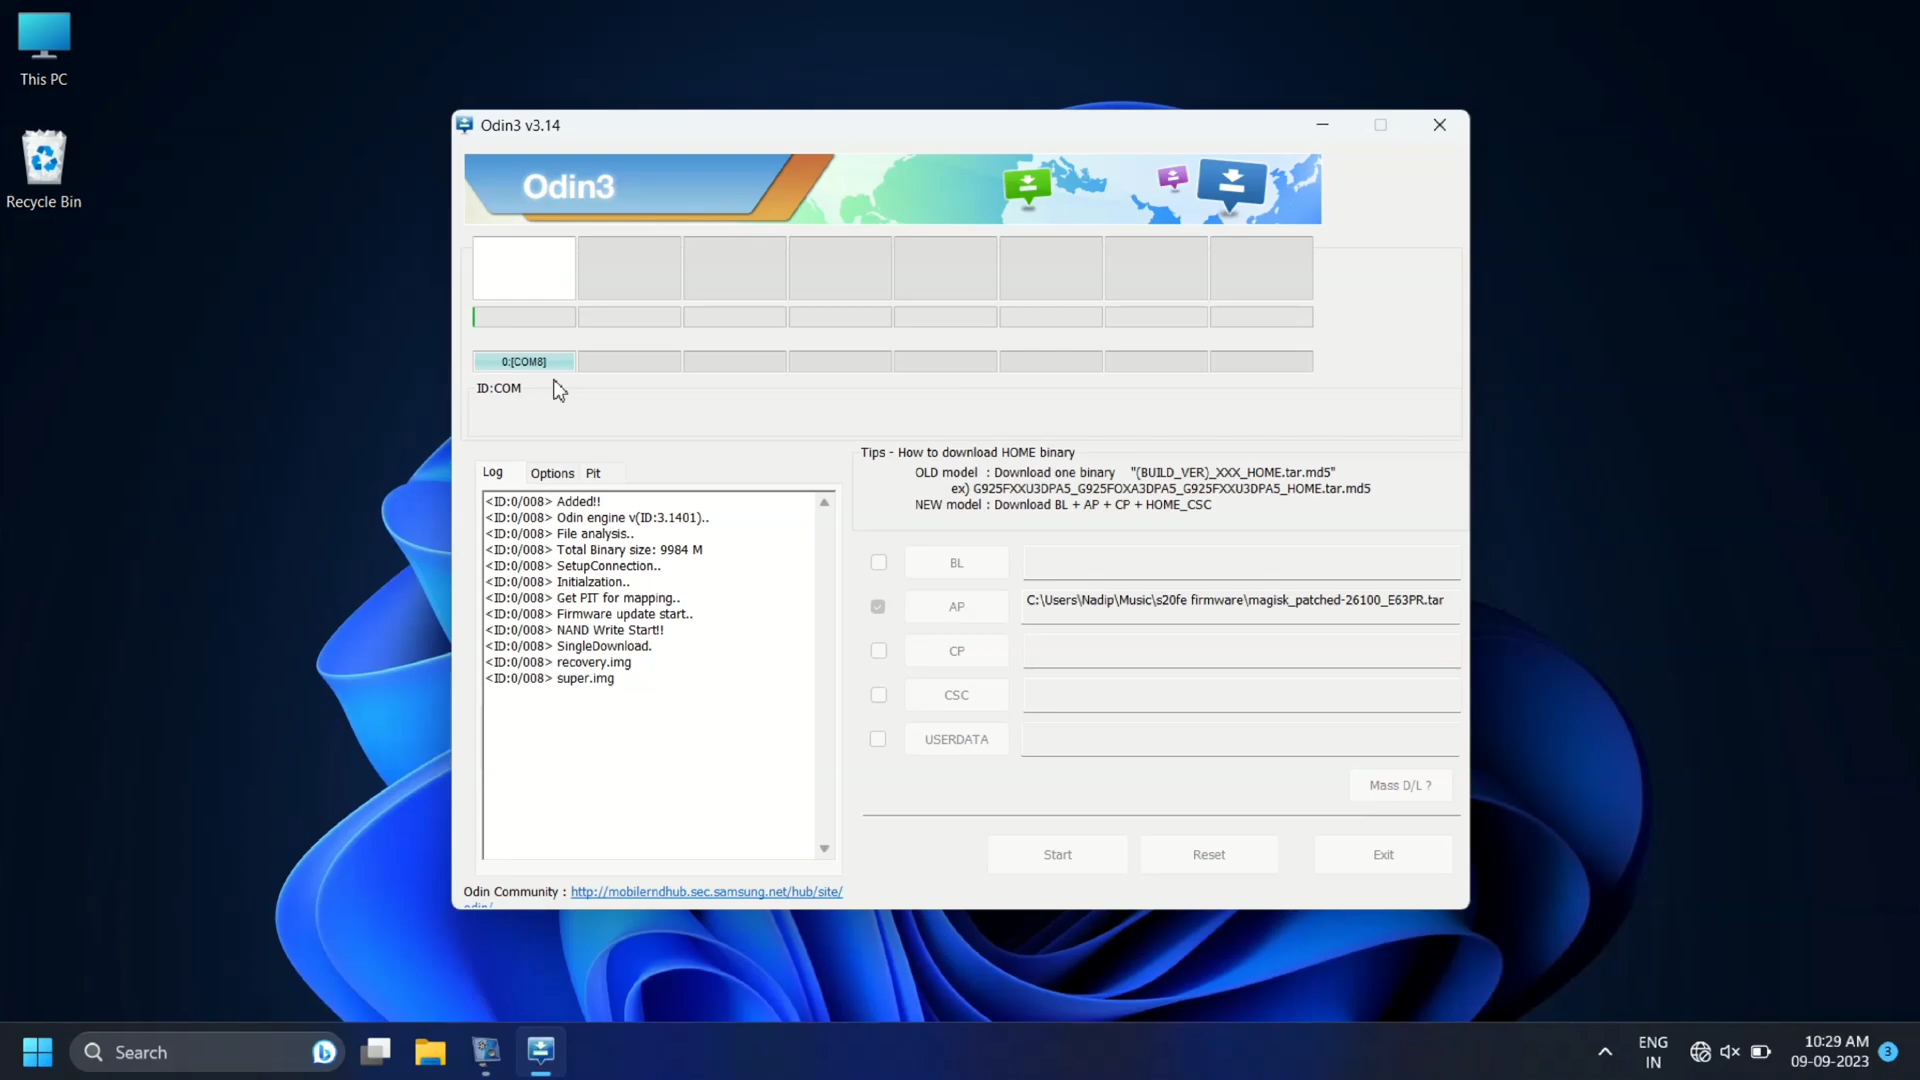 This PC
Recycle Bin
Odin3 v3.14
Odin3
0:[COM8]
ID:COM
Log
Options
Pit
<ID:0/008> Added!!
<ID:0/008> Odin engine v(ID:3.1401)..
<ID:0/008> File analysis..
<ID:0/008> Total Binary size: 9984 M
<ID:0/008> SetupConnection..
<ID:0/008> Initialzation..
<ID:0/008> Get PIT for mapping..
<ID:0/008> Firmware update start..
<ID:0/008> NAND Write Start!!
<ID:0/008> SingleDownload.
<ID:0/008> recovery.img
<ID:0/008> super.img
Odin Community : http://mobilerndhub.sec.samsung.net/hub/site/
odin/
Tips - How to download HOME binary
OLD model : Download one binary "(BUILD_VER)_XXX_HOME.tar.md5"
ex) G925FXXU3DPA5_G925FOXA3DPA5_G925FXXU3DPA5_HOME.tar.md5
NEW model : Download BL + AP + CP + HOME_CSC
BL
AP C:\Users\Nadip\Music\s20fe firmware\magisk_patched-26100_E63PR.tar
CP
CSC
USERDATA
Mass D/L ?
Start
Reset
Exit
Search
ENG
IN
10:29 AM
09-09-2023
3